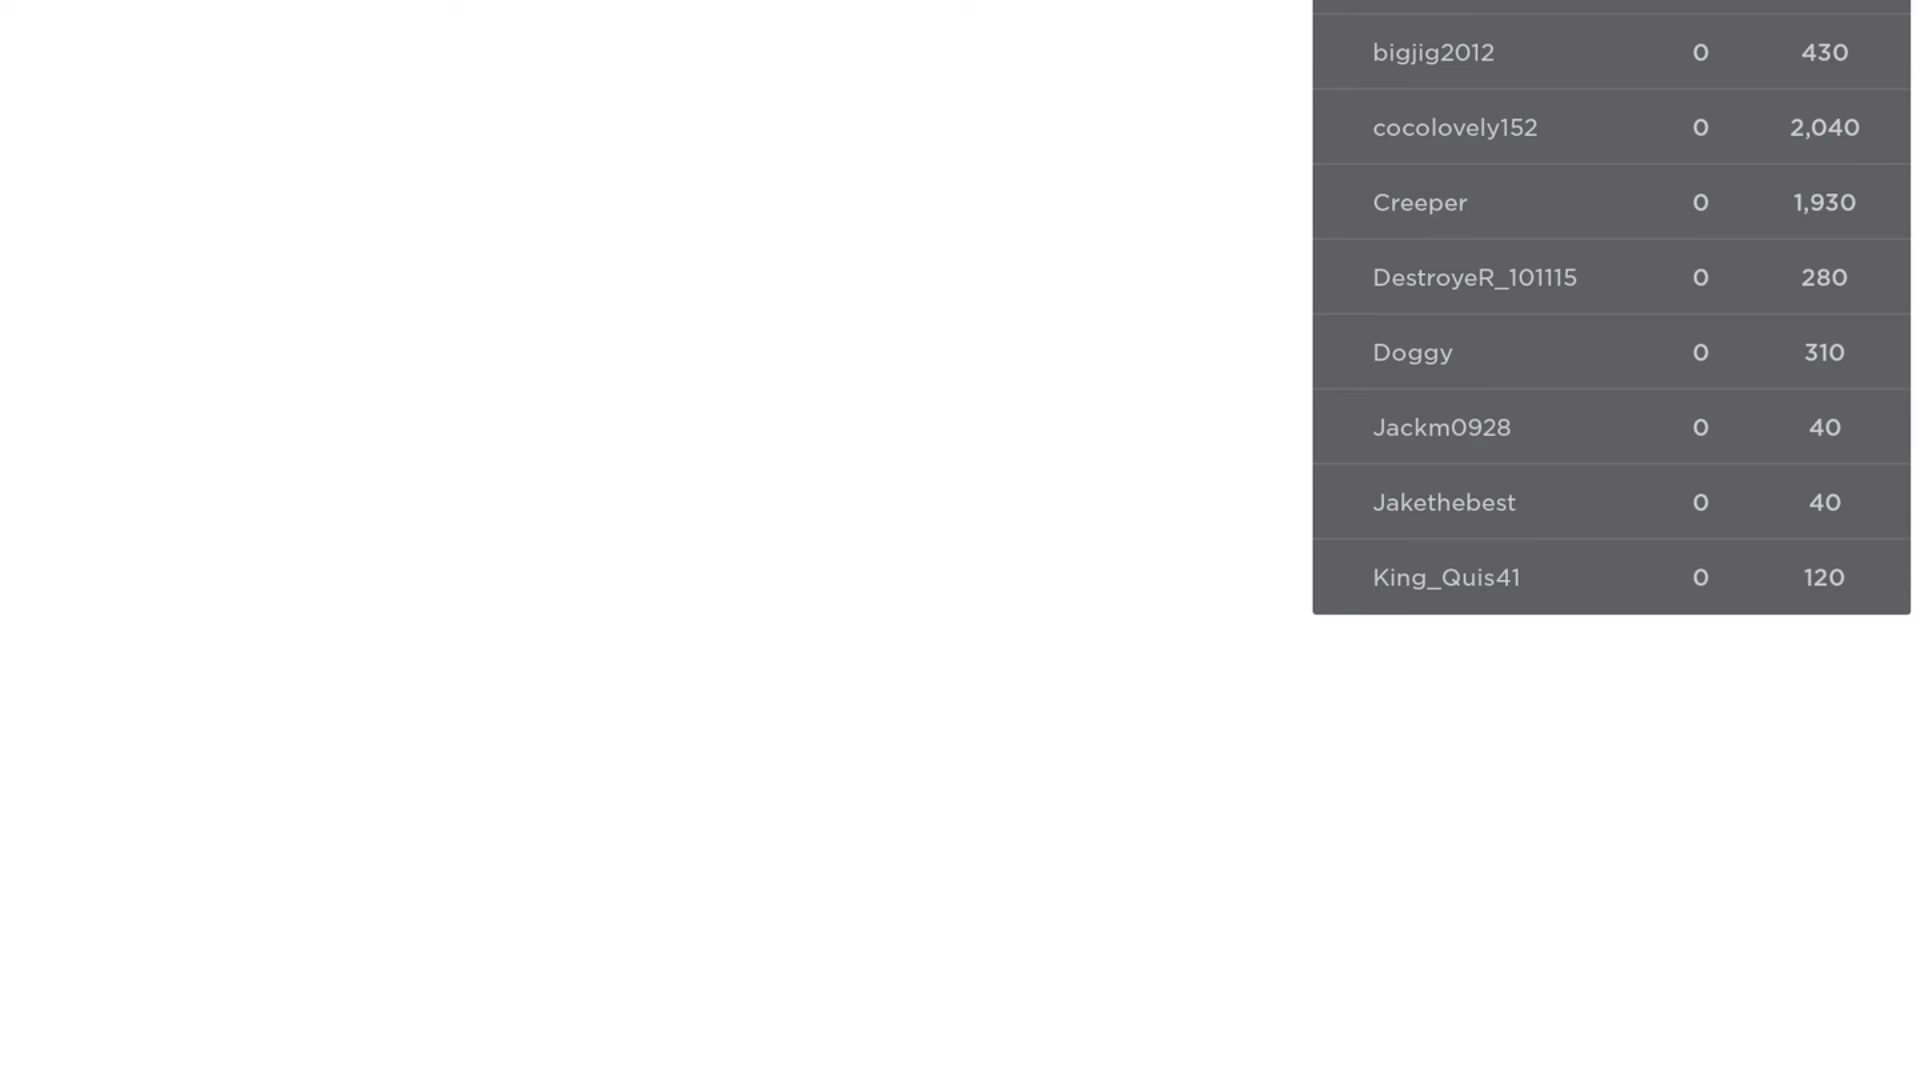 bigjig2012 0 430
cocolovely152 0 2,040
Creeper 0 1,930
DestroyeR_101115 0 280
Doggy 0 310
Jackm0928 0 40
Jakethebest 0 40
King_Quis41 0 120